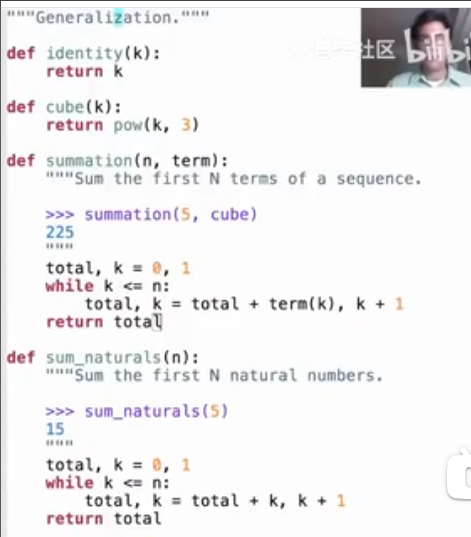 """Generalization."""
def identity(k):
    return k
def cube(k):
    return pow(k, 3)
def summation(n, term):
    """Sum the first N terms of a sequence.
    >>> summation(5, cube)
    225
    """
    total, k = 0, 1
    while k <= n:
        total, k = total + term(k), k + 1
    return total
def sum_naturals(n):
    """Sum the first N natural numbers.
    >>> sum_naturals(5)
    15
    """
    total, k = 0, 1
    while k <= n:
        total, k = total + k, k + 1
    return total
社区 bilibi